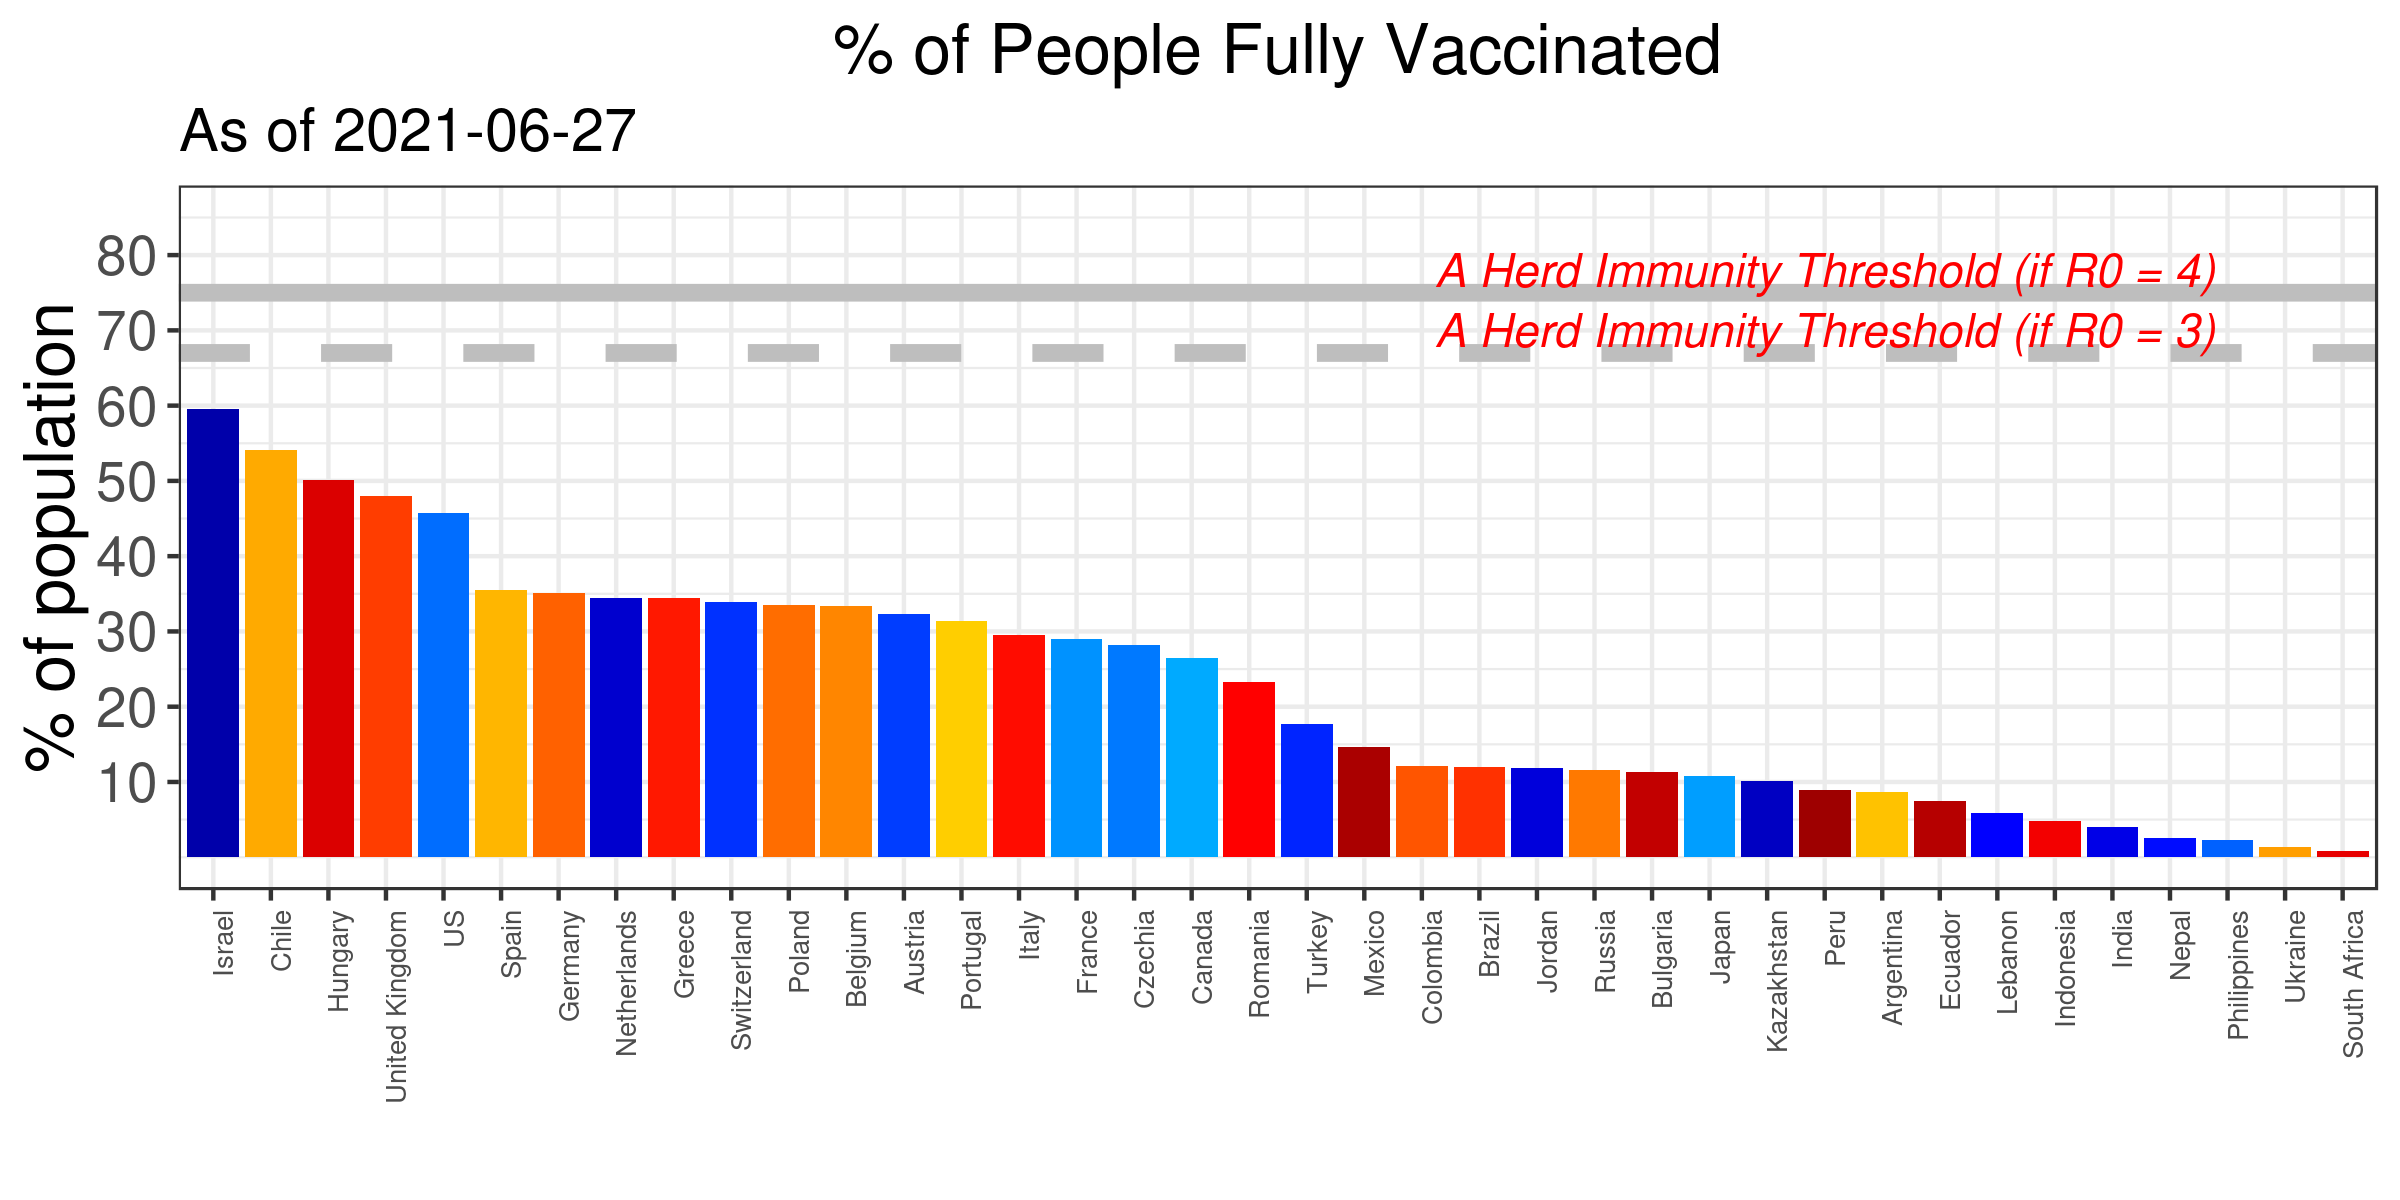 % of People Fully Vaccinated
As of 2021-06-27
% of population
80
70
60
50
40
30
20
10
A Herd Immunity Threshold (if R0 = 4)
A Herd Immunity Threshold (if R0 = 3)
Israel
Chile
Hungary
United Kingdom
US
Spain
Germany
Netherlands
Greece
Switzerland
Poland
Belgium
Austria
Portugal
Italy
France
Czechia
Canada
Romania
Turkey
Mexico
Colombia
Brazil
Jordan
Russia
Bulgaria
Japan
Kazakhstan
Peru
Argentina
Ecuador
Lebanon
Indonesia
India
Nepal
Philippines
Ukraine
South Africa